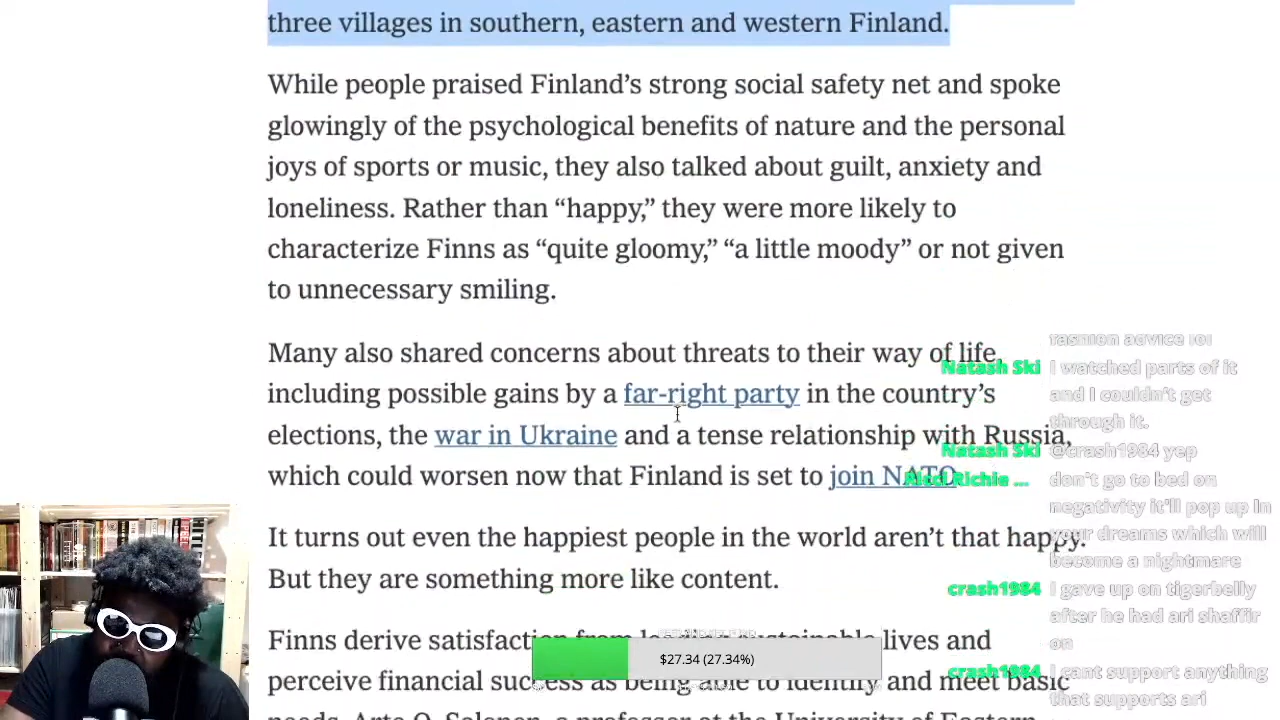 three villages in southern, eastern and western Finland.
While people praised Finland’s strong social safety net and spoke
glowingly of the psychological benefits of nature and the personal
joys of sports or music, they also talked about guilt, anxiety and
loneliness. Rather than “happy,” they were more likely to
characterize Finns as “quite gloomy,” “a little moody” or not given
to unnecessary smiling.
Many also shared concerns about threats to their way of life,
including possible gains by a far-right party in the country’s
elections, the war in Ukraine and a tense relationship with Russia,
which could worsen now that Finland is set to join NATO
It turns out even the happiest people in the world aren’t that happy.
But they are something more like content.
Finns derive satisfaction from leading sustainable lives and
perceive financial success as being able to identify and meet basic
$27.34 (27.34%)
fashion advice lol
Natash Ski I watched parts of it
and I couldn't get
through it.
Natash Ski @crash1984 yep
Ricci Richie ... don't go to bed on
negativity it'll pop up in
your dreams which will
become a nightmare
crash1984 I gave up on tigerbelly
after he had ari shaffir
on
crash1984 I cant support anything
that supports ari